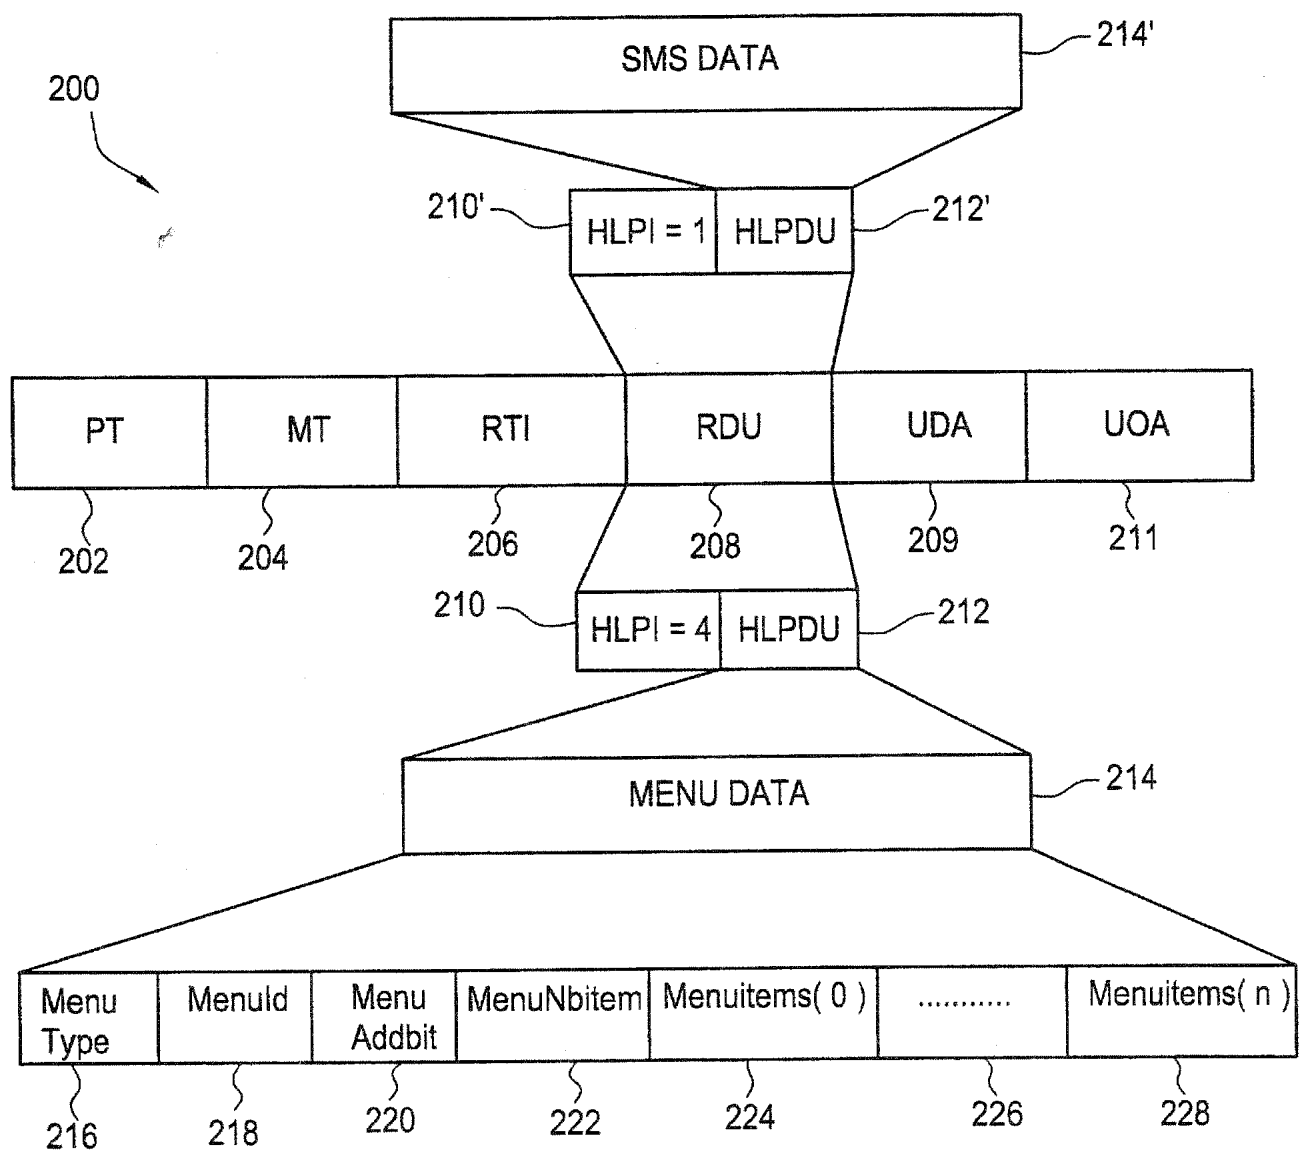 SMS DATA
214'
200
210'
HLPI = 1
HLPDU
212'
PT
MT
RTI
RDU
UDA
UOA
202
204
206
208
209
211
210
HLPI = 4
HLPDU
212
MENU DATA
214
Menu
Type
MenuId
Menu
Addbit
MenuNbitem
Menuitems( 0 )
...........
Menuitems( n )
216
218
220
222
224
226
228